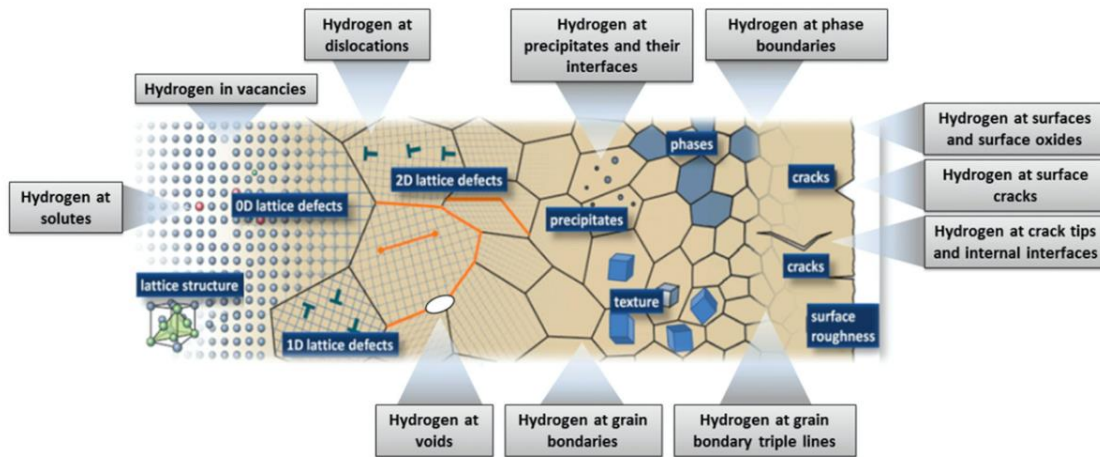 Hydrogen at
dislocations
Hydrogen at
precipitates and their
interfaces
Hydrogen at phase
boundaries
Hydrogen in vacancies
Hydrogen at surfaces
and surface oxides
Hydrogen at surface
cracks
Hydrogen at crack tips
and internal interfaces
Hydrogen at
solutes
phases
2D lattice defects
cracks
0D lattice defects
precipitates
cracks
lattice structure
texture
surface
roughness
1D lattice defects
Hydrogen at
voids
Hydrogen at grain
bondaries
Hydrogen at grain
bondary triple lines